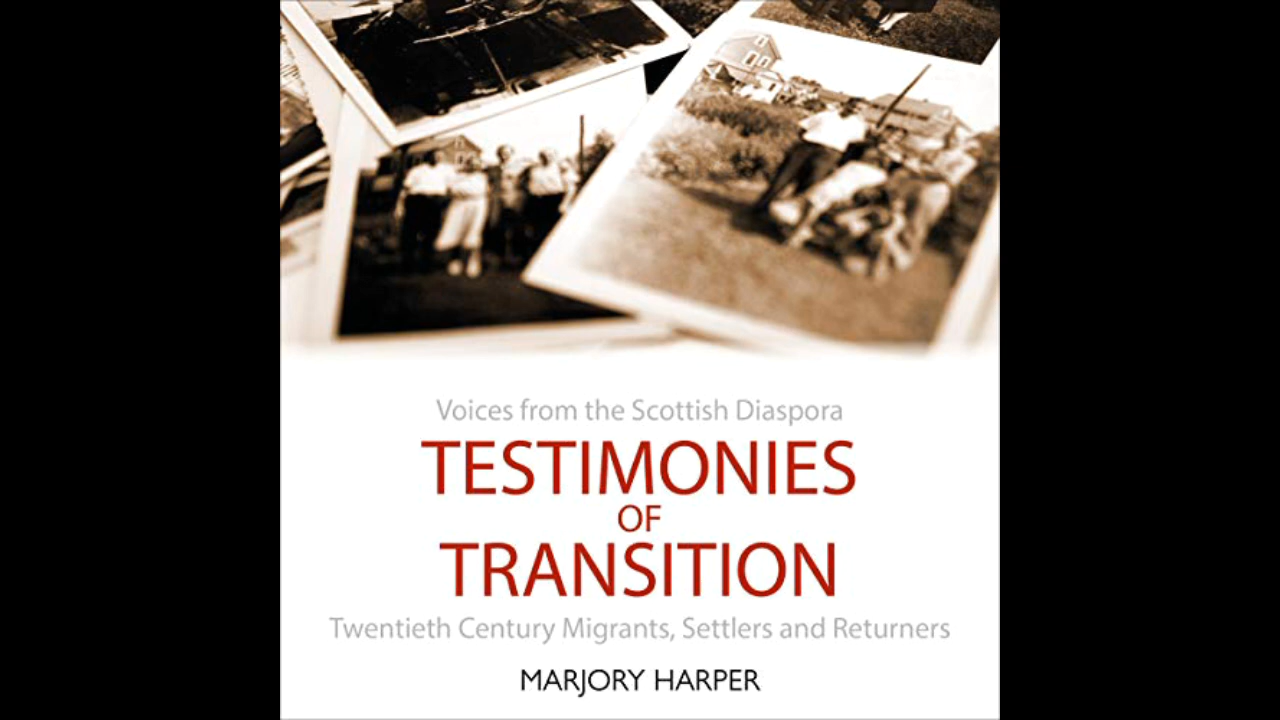 Voices from the Scottish Diaspora
TESTIMONIES
OF
TRANSITION
Twentieth Century Migrants, Settlers and Returners
MARJORY HARPER